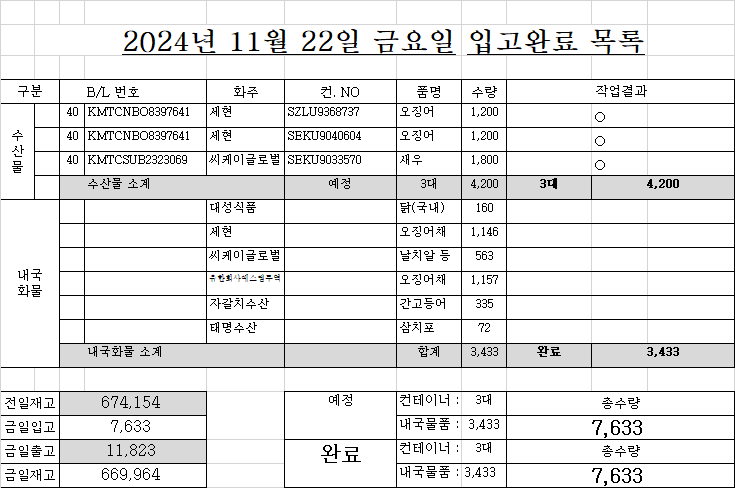 2024년 11월 22일 금요일 입고완료 목록
구분 B/L 번호 화주 컨. NO 품명 수량 작업결과
수산물
40 KMTCNBO8397641 세현 SZLU9368737 오징어 1,200 ○
40 KMTCNBO8397641 세현 SEKU9040604 오징어 1,200 ○
40 KMTCSUB2323069 씨케이글로벌 SEKU9033570 새우 1,800 ○
수산물 소계 예정 3대 4,200 3대 4,200
내국
화물
대성식품 닭(국내) 160
세현 오징어채 1,146
씨케이글로벌 날치알 등 563
오징어채 1,157
자갈치수산 간고등어 335
태명수산 삼치포 72
내국화물 소계 합계 3,433 완료 3,433
전일재고 674,154 예정 컨테이너 : 3대 총수량
금일입고 7,633 내국물품 : 3,433 7,633
금일출고 11,823 완료 컨테이너 : 3대 총수량
금일재고 669,964 내국물품 : 3,433 7,633